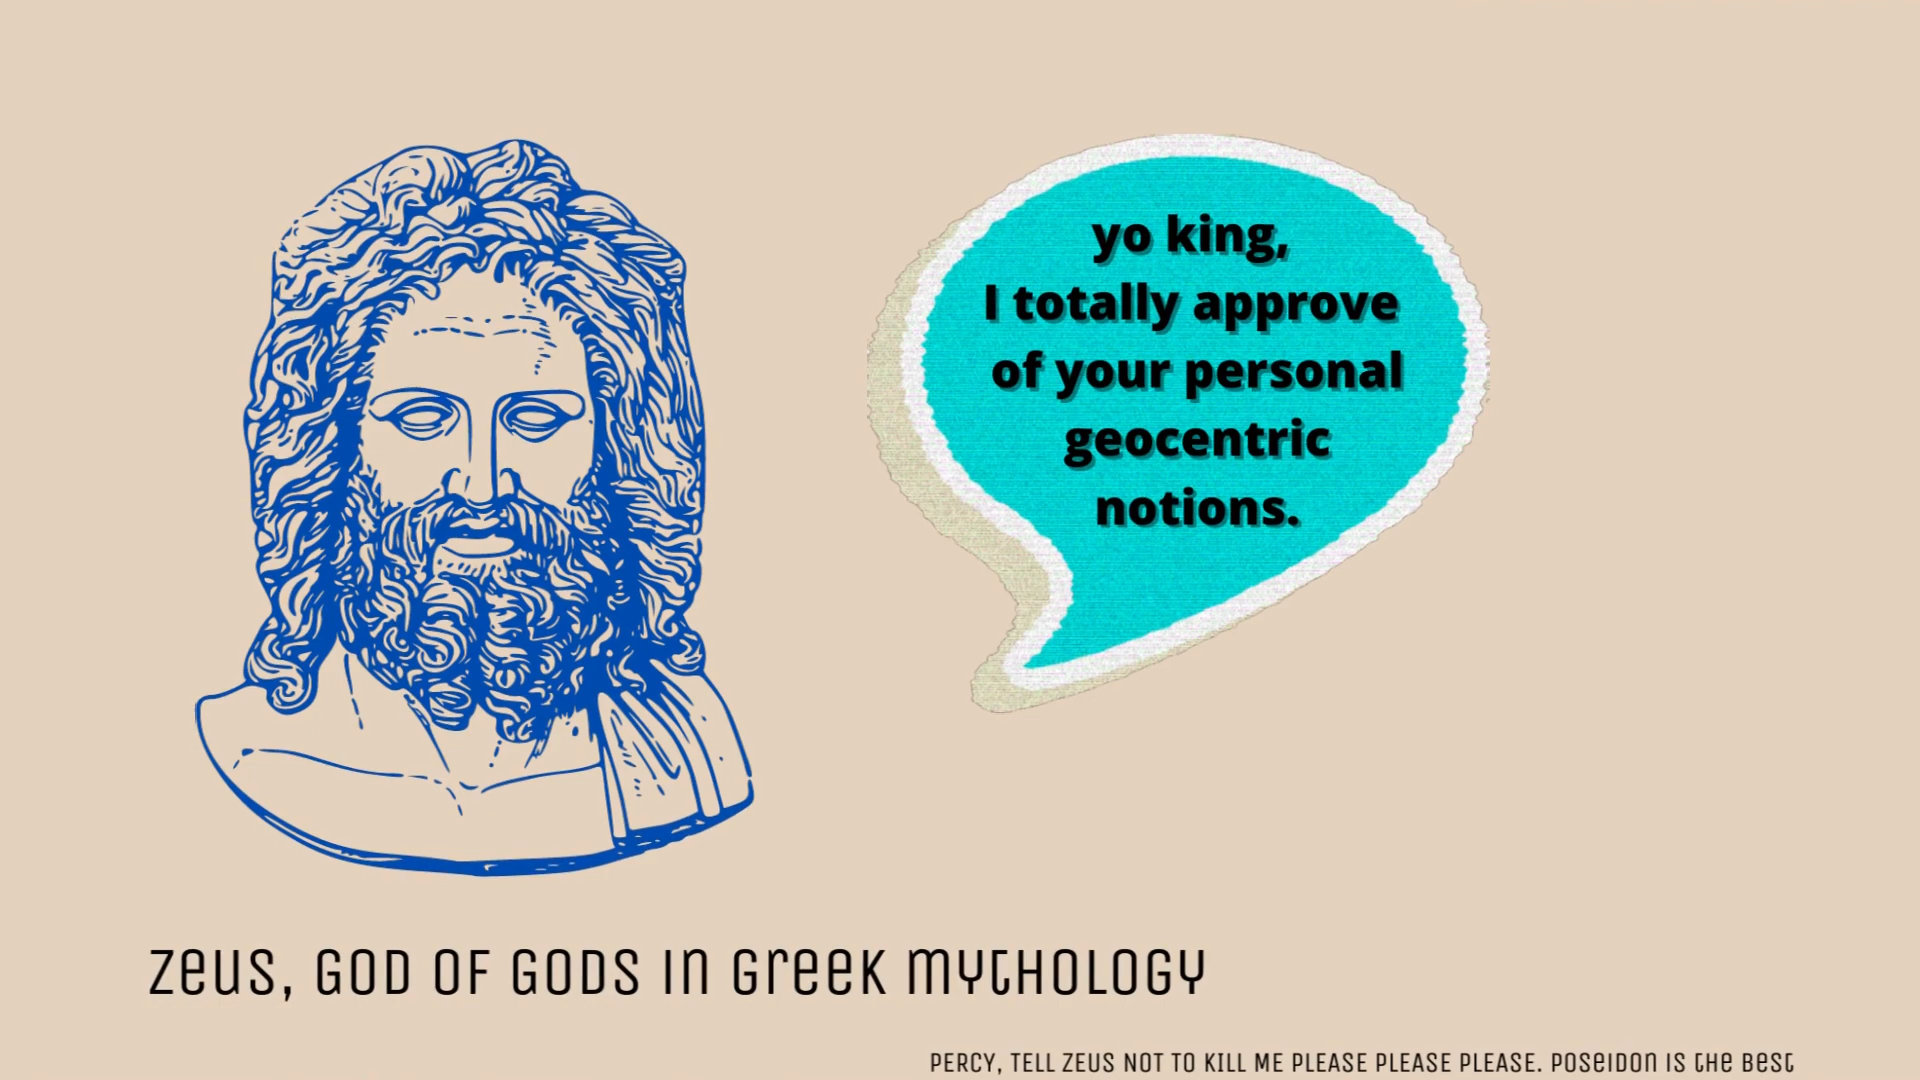 yo king,
I totally approve
of your personal
geocentric
notions.
Zeus, GOD OF GODS In Greek mythology
PERCY, TELL ZEUS NOT TO KILL ME PLEASE PLEASE PLEASE. Poseidon is the best